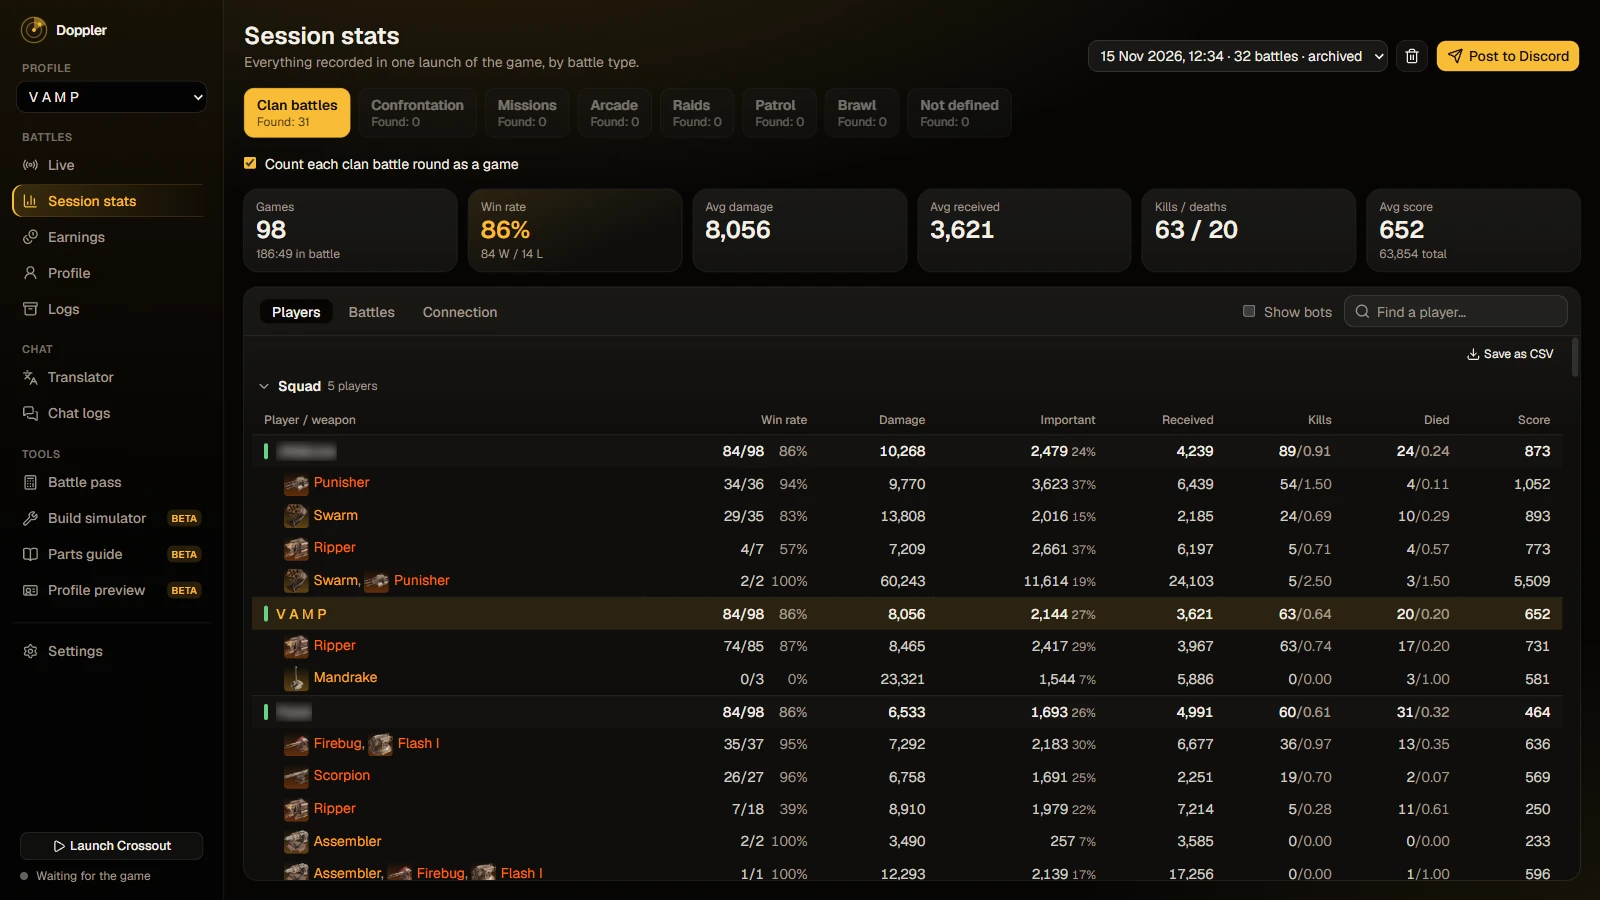 Doppler
PROFILE
V A M P
BATTLES
Live
Session stats
Earnings
Profile
Logs
CHAT
Translator
Chat logs
TOOLS
Battle pass
Build simulator BETA
Parts guide BETA
Profile preview BETA
Settings
Launch Crossout
Waiting for the game
Session stats
Everything recorded in one launch of the game, by battle type.
15 Nov 2026, 12:34 · 32 battles · archived
Post to Discord
Clan battles
Found: 31
Confrontation
Found: 0
Missions
Found: 0
Arcade
Found: 0
Raids
Found: 0
Patrol
Found: 0
Brawl
Found: 0
Not defined
Found: 0
Count each clan battle round as a game
Games
98
186:49 in battle
Win rate
86%
84 W / 14 L
Avg damage
8,056
Avg received
3,621
Kills / deaths
63 / 20
Avg score
652
63,854 total
Players Battles Connection
Show bots
Find a player...
Save as CSV
Squad 5 players
Player / weapon Win rate Damage Important Received Kills Died Score
84/98 86% 10,268 2,479 24% 4,239 89/0.91 24/0.24 873
Punisher 34/36 94% 9,770 3,623 37% 6,439 54/1.50 4/0.11 1,052
Swarm 29/35 83% 13,808 2,016 15% 2,185 24/0.69 10/0.29 893
Ripper 4/7 57% 7,209 2,661 37% 6,197 5/0.71 4/0.57 773
Swarm, Punisher 2/2 100% 60,243 11,614 19% 24,103 5/2.50 3/1.50 5,509
V A M P 84/98 86% 8,056 2,144 27% 3,621 63/0.64 20/0.20 652
Ripper 74/85 87% 8,465 2,417 29% 3,967 63/0.74 17/0.20 731
Mandrake 0/3 0% 23,321 1,544 7% 5,886 0/0.00 3/1.00 581
84/98 86% 6,533 1,693 26% 4,991 60/0.61 31/0.32 464
Firebug, Flash I 35/37 95% 7,292 2,183 30% 6,677 36/0.97 13/0.35 636
Scorpion 26/27 96% 6,758 1,691 25% 2,251 19/0.70 2/0.07 569
Ripper 7/18 39% 8,910 1,979 22% 7,214 5/0.28 11/0.61 250
Assembler 2/2 100% 3,490 257 7% 3,585 0/0.00 0/0.00 233
Assembler, Firebug, Flash I 1/1 100% 12,293 2,139 17% 17,256 0/0.00 1/1.00 596